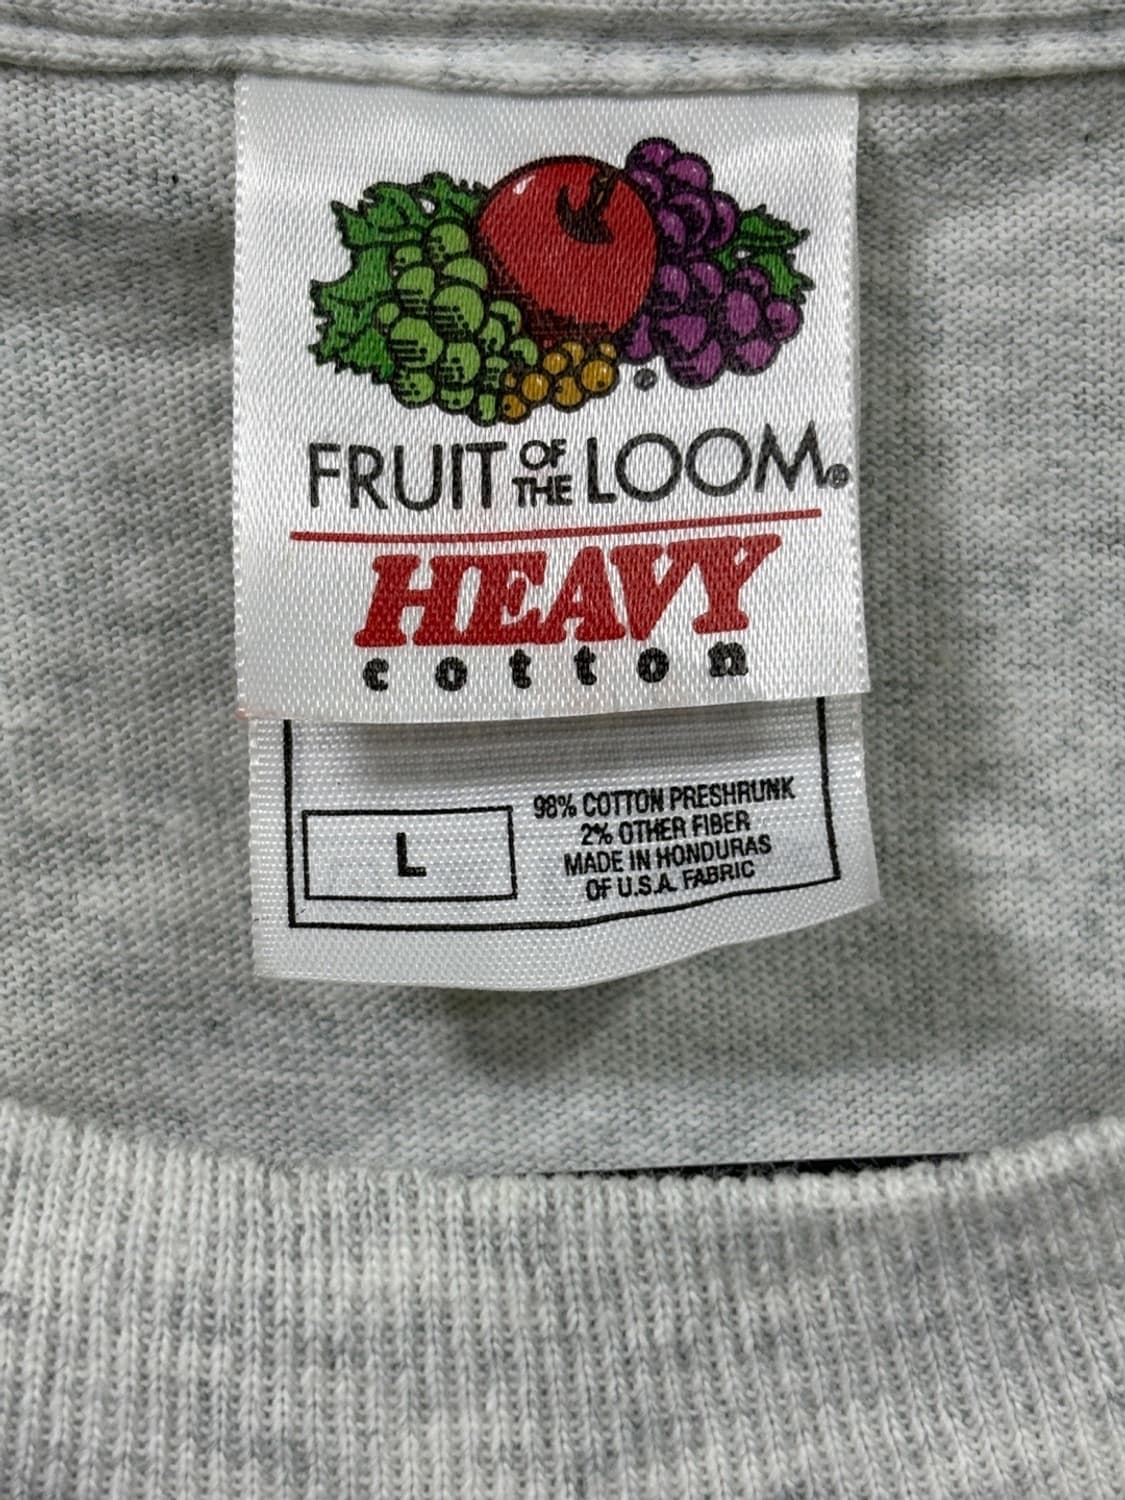 FRUIT OF THE LOOM®
HEAVY
cotton
L
98% COTTON PRESHRUNK
2% OTHER FIBER
MADE IN HONDURAS
OF U.S.A. FABRIC